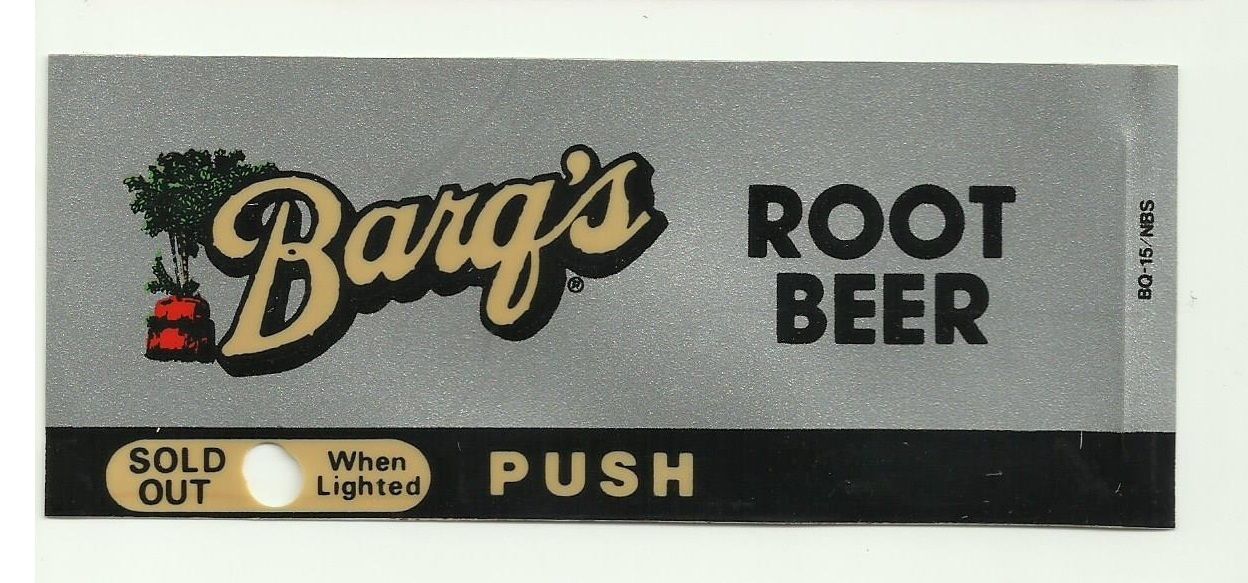 Barq's®
ROOT
BEER
BQ-15/NBS
SOLD
OUT
When
Lighted
PUSH